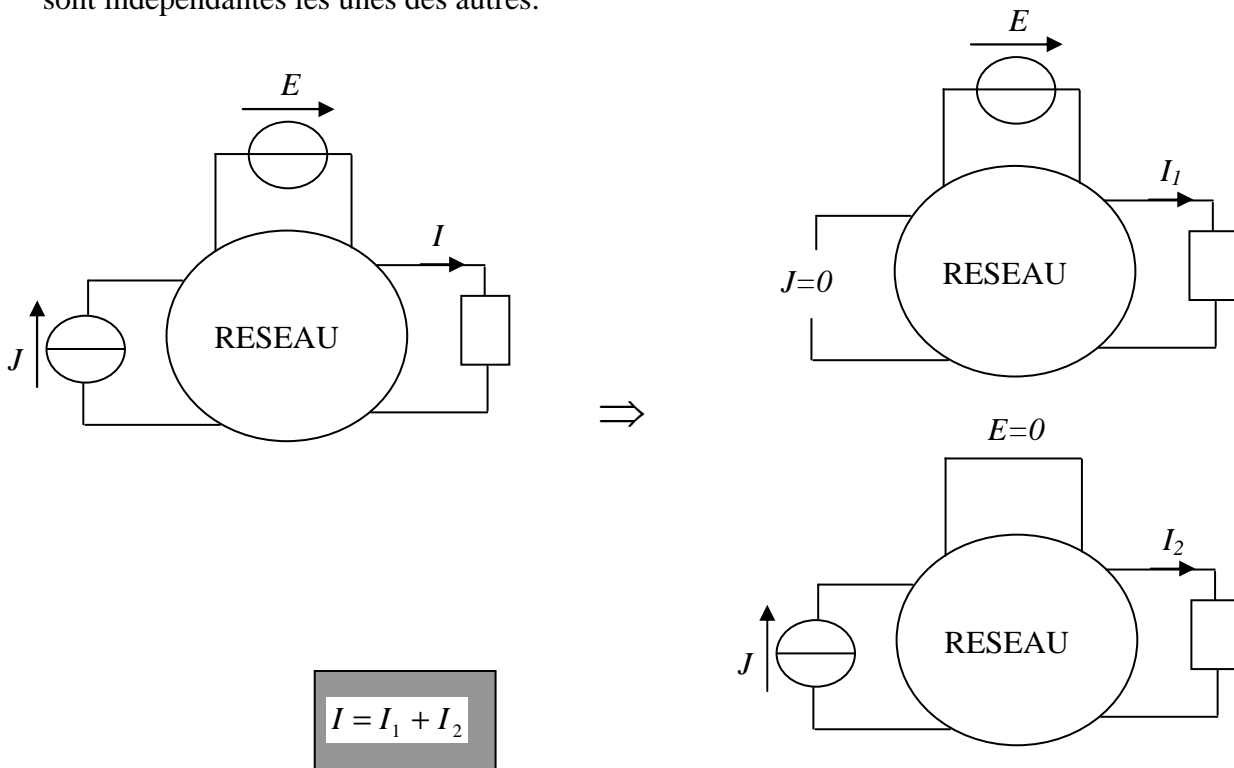 sont indépendantes les unes des autres.
E
I
J
RESEAU
⇒
E
I1
J=0
RESEAU
E=0
I2
J
RESEAU
I = I1 + I2